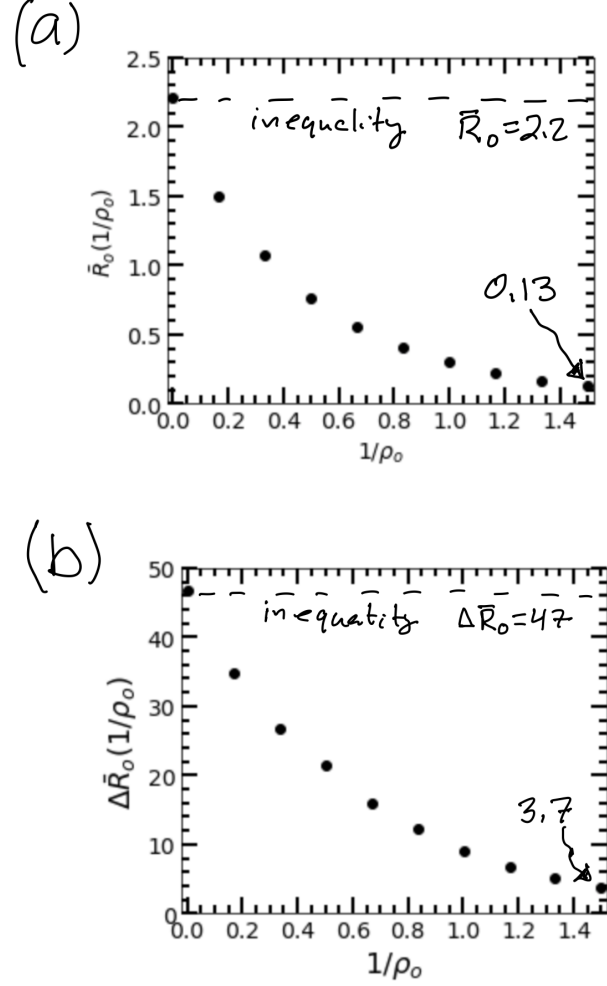 (a)
2.5
inequality R̄₀=2.2
2.0
1.5
1.0
0.13
0.5
0.0
0.0 0.2 0.4 0.6 0.8 1.0 1.2 1.4
R̄ₒ(1/ρₒ)
1/ρₒ
(b)
50
inequality ΔR̄₀=47
40
30
20
3,7
10
0
0.0 0.2 0.4 0.6 0.8 1.0 1.2 1.4
ΔR̄ₒ(1/ρₒ)
1/ρₒ